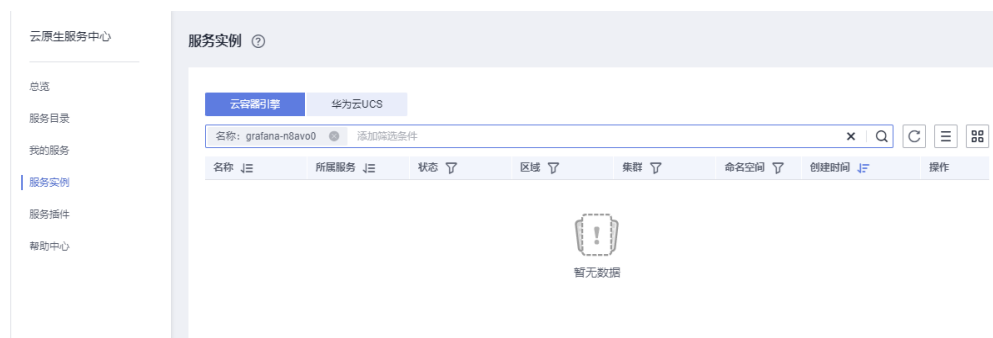 云原生服务中心
总览
服务目录
我的服务
服务实例
服务插件
帮助中心
服务实例
云容器引擎 华为云UCS
名称: grafana-n8avo0 添加筛选条件
名称 所属服务 状态 区域 集群 命名空间 创建时间 操作
暂无数据